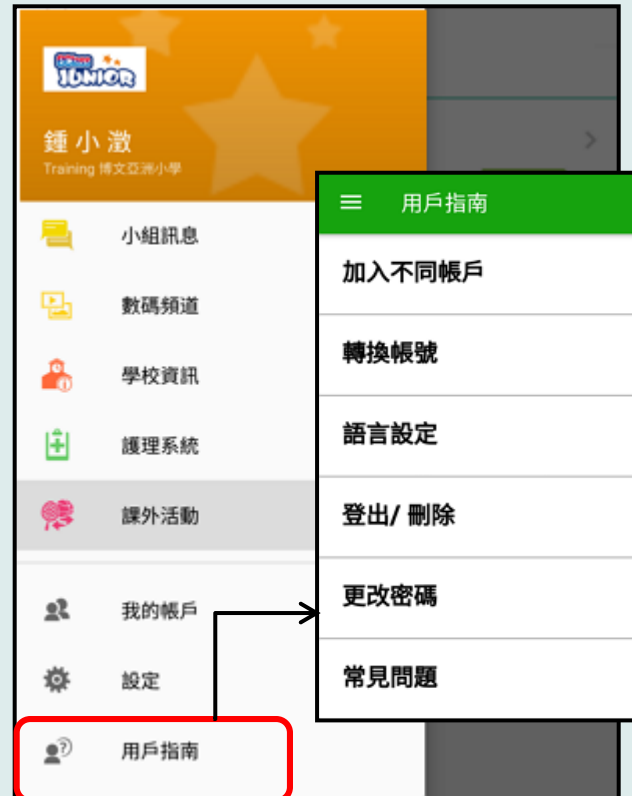 JUNIOR
鍾小澂
Training 博文亞洲小學
小組訊息
數碼頻道
學校資訊
護理系統
課外活動
我的帳戶
設定
用戶指南
用戶指南
加入不同帳戶
轉換帳號
語言設定
登出/ 刪除
更改密碼
常見問題